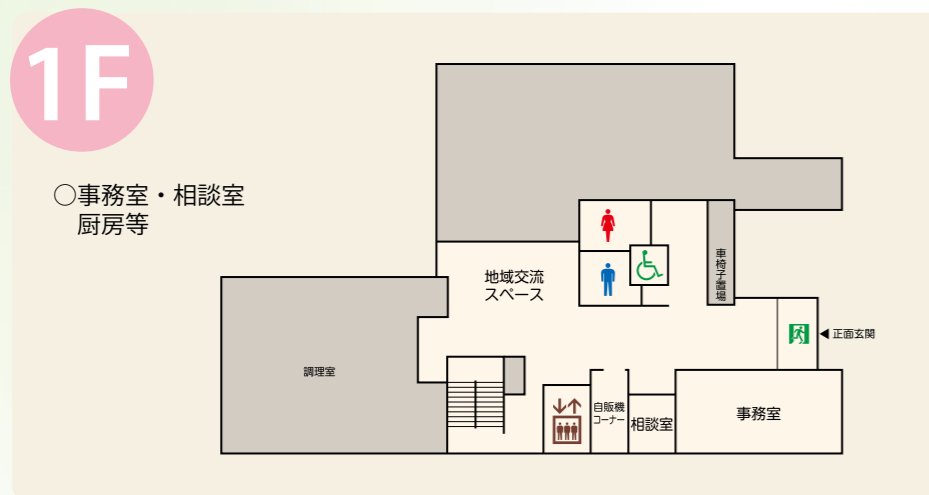 1F
○事務室・相談室
厨房等
地域交流
スペース
車椅子置場
正面玄関
調理室
自販機
コーナー
相談室
事務室